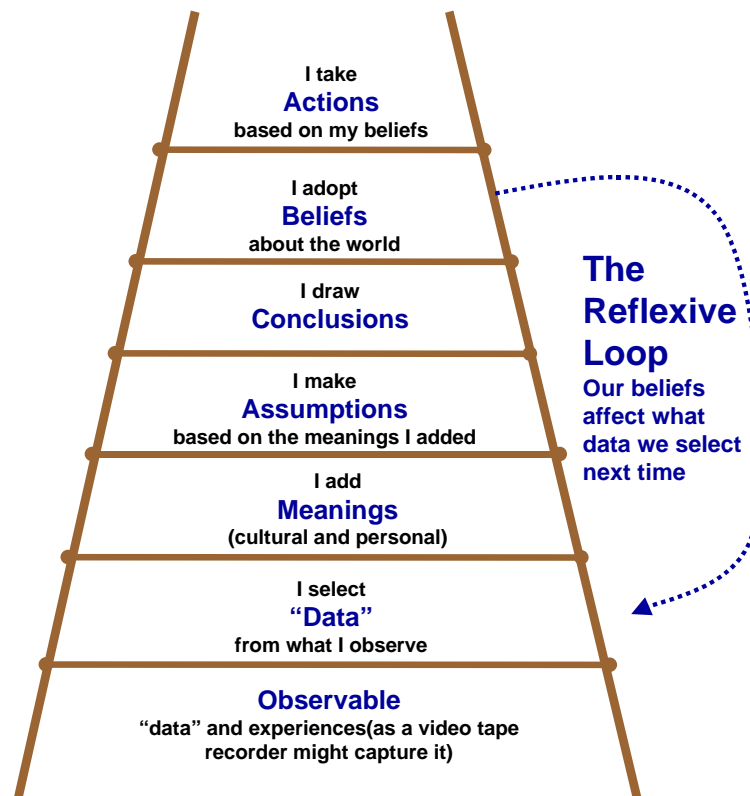 I take
Actions
based on my beliefs
I adopt
Beliefs
about the world
I draw
Conclusions
I make
Assumptions
based on the meanings I added
I add
Meanings
(cultural and personal)
I select
“Data”
from what I observe
Observable
“data” and experiences(as a video tape
recorder might capture it)
The
Reflexive
Loop
Our beliefs
affect what
data we select
next time